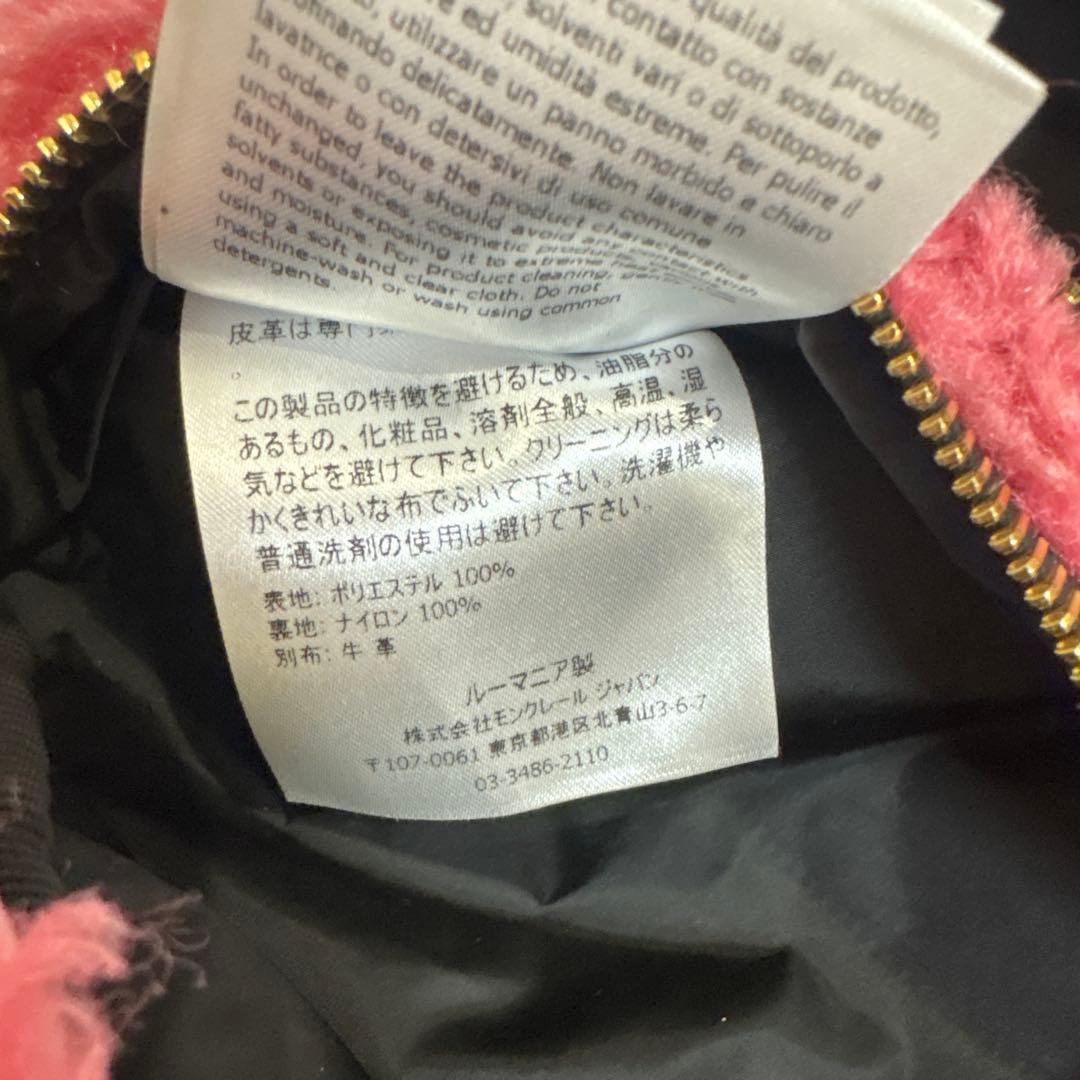 qualità del prodotto,
contatto con sostanze
solventi vari o di sottoporlo a
ed umidità estreme. Per pulire il
utilizzare un panno morbido e chiaro
delicatamente. Non lavare in
lavatrice o con detersivi di uso comune
In order to leave the product characteristics
unchanged, you should avoid any contact with
fatty substances, cosmetic
solvents or exposing it to extreme
and moisture. For product cleaning,
using a soft and clear cloth. Do not
machine-wash or wash using common
detergents.
皮革は専門
。
この製品の特徴を避けるため、油脂分の
あるもの、化粧品、溶剤全般、高温、湿
気などを避けて下さい。クリーニングは柔ら
かくきれいな布でふいて下さい。洗濯機や
普通洗剤の使用は避けて下さい。
表地: ポリエステル 100%
裏地: ナイロン 100%
別布: 牛 革
ルーマニア製
株式会社モンクレール ジャパン
〒107-0061 東京都港区北青山3-6-7
03-3486-2110